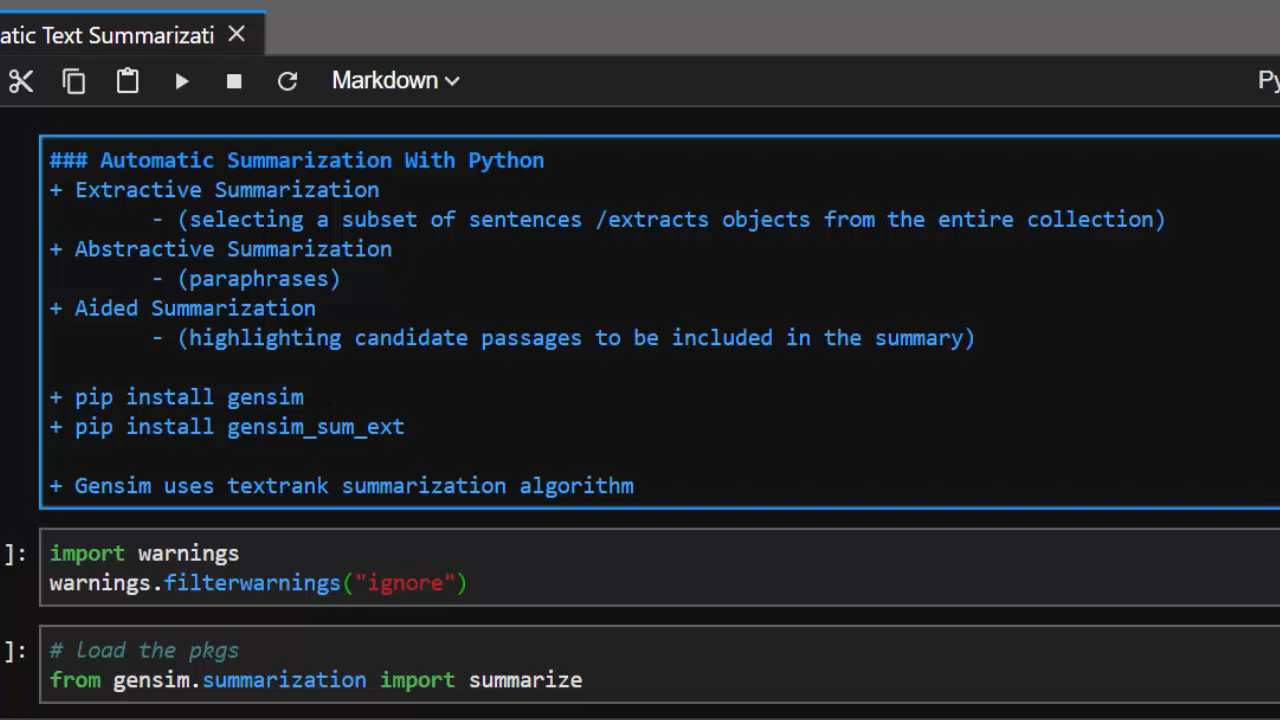 atic Text Summarizati
Markdown
Py
### Automatic Summarization With Python
+ Extractive Summarization
- (selecting a subset of sentences /extracts objects from the entire collection)
+ Abstractive Summarization
- (paraphrases)
+ Aided Summarization
- (highlighting candidate passages to be included in the summary)
+ pip install gensim
+ pip install gensim_sum_ext
+ Gensim uses textrank summarization algorithm
]: import warnings
warnings.filterwarnings("ignore")
]: # load the pkgs
from gensim.summarization import summarize